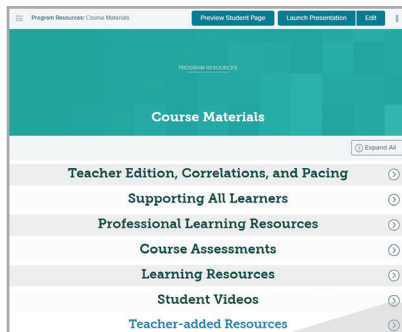 Program Resources: Course Materials
Preview Student Page
Launch Presentation
Edit
PROGRAM RESOURCES
Course Materials
Expand All
Teacher Edition, Correlations, and Pacing
Supporting All Learners
Professional Learning Resources
Course Assessments
Learning Resources
Student Videos
Teacher-added Resources